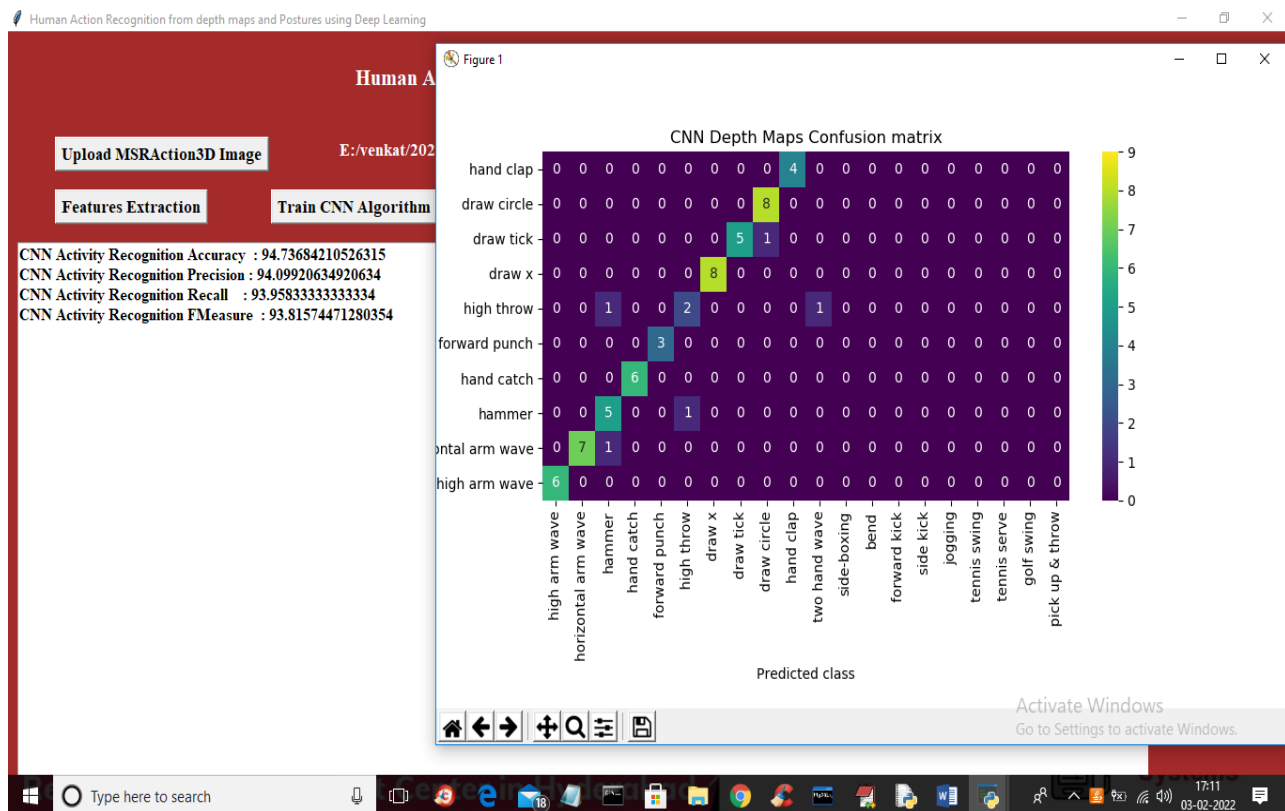 Human Action Recognition from depth maps and Postures using Deep Learning
Human A
Upload MSRAction3D Image
E:/venkat/202
Features Extraction
Train CNN Algorithm
CNN Activity Recognition Accuracy : 94.73684210526315
CNN Activity Recognition Precision : 94.09920634920634
CNN Activity Recognition Recall : 93.95833333333334
CNN Activity Recognition FMeasure : 93.81574471280354
Figure 1
CNN Depth Maps Confusion matrix
hand clap 0 0 0 0 0 0 0 0 0 4 0 0 0 0 0 0 0 0 0 0
draw circle 0 0 0 0 0 0 0 0 8 0 0 0 0 0 0 0 0 0 0 0
draw tick 0 0 0 0 0 0 0 5 1 0 0 0 0 0 0 0 0 0 0 0
draw x 0 0 0 0 0 0 8 0 0 0 0 0 0 0 0 0 0 0 0 0
high throw 0 0 1 0 0 2 0 0 0 0 1 0 0 0 0 0 0 0 0 0
forward punch 0 0 0 0 3 0 0 0 0 0 0 0 0 0 0 0 0 0 0 0
hand catch 0 0 0 6 0 0 0 0 0 0 0 0 0 0 0 0 0 0 0 0
hammer 0 0 5 0 0 1 0 0 0 0 0 0 0 0 0 0 0 0 0 0
ontal arm wave 0 7 1 0 0 0 0 0 0 0 0 0 0 0 0 0 0 0 0 0
high arm wave 6 0 0 0 0 0 0 0 0 0 0 0 0 0 0 0 0 0 0 0
high arm wave
horizontal arm wave
hammer
hand catch
forward punch
high throw
draw x
draw tick
draw circle
hand clap
two hand wave
side-boxing
bend
forward kick
side kick
jogging
tennis swing
tennis serve
golf swing
pick up & throw
Predicted class
9
8
7
6
5
4
3
2
1
0
Activate Windows
Go to Settings to activate Windows.
Type here to search
18
17:11
03-02-2022